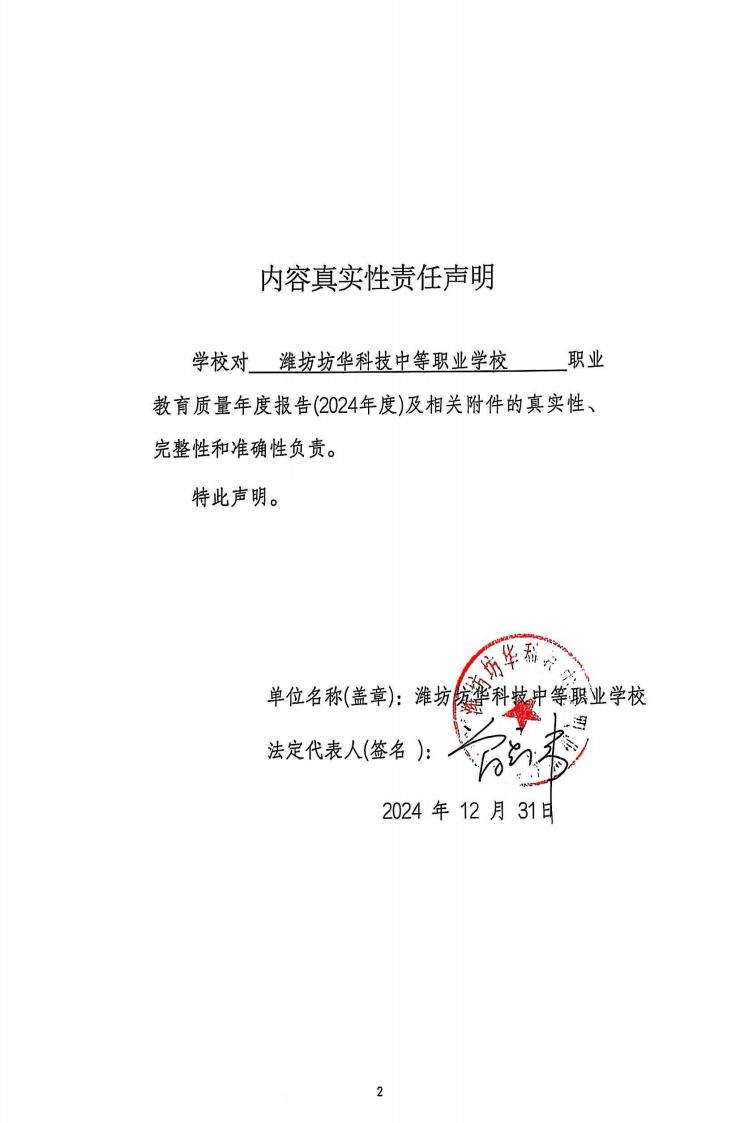 内容真实性责任声明
学校对 潍坊坊华科技中等职业学校 职业
教育质量年度报告(2024年度)及相关附件的真实性、
完整性和准确性负责。
特此声明。
单位名称(盖章): 潍坊坊华科技中等职业学校
法定代表人(签名 ):
2024 年 12 月 31日
2